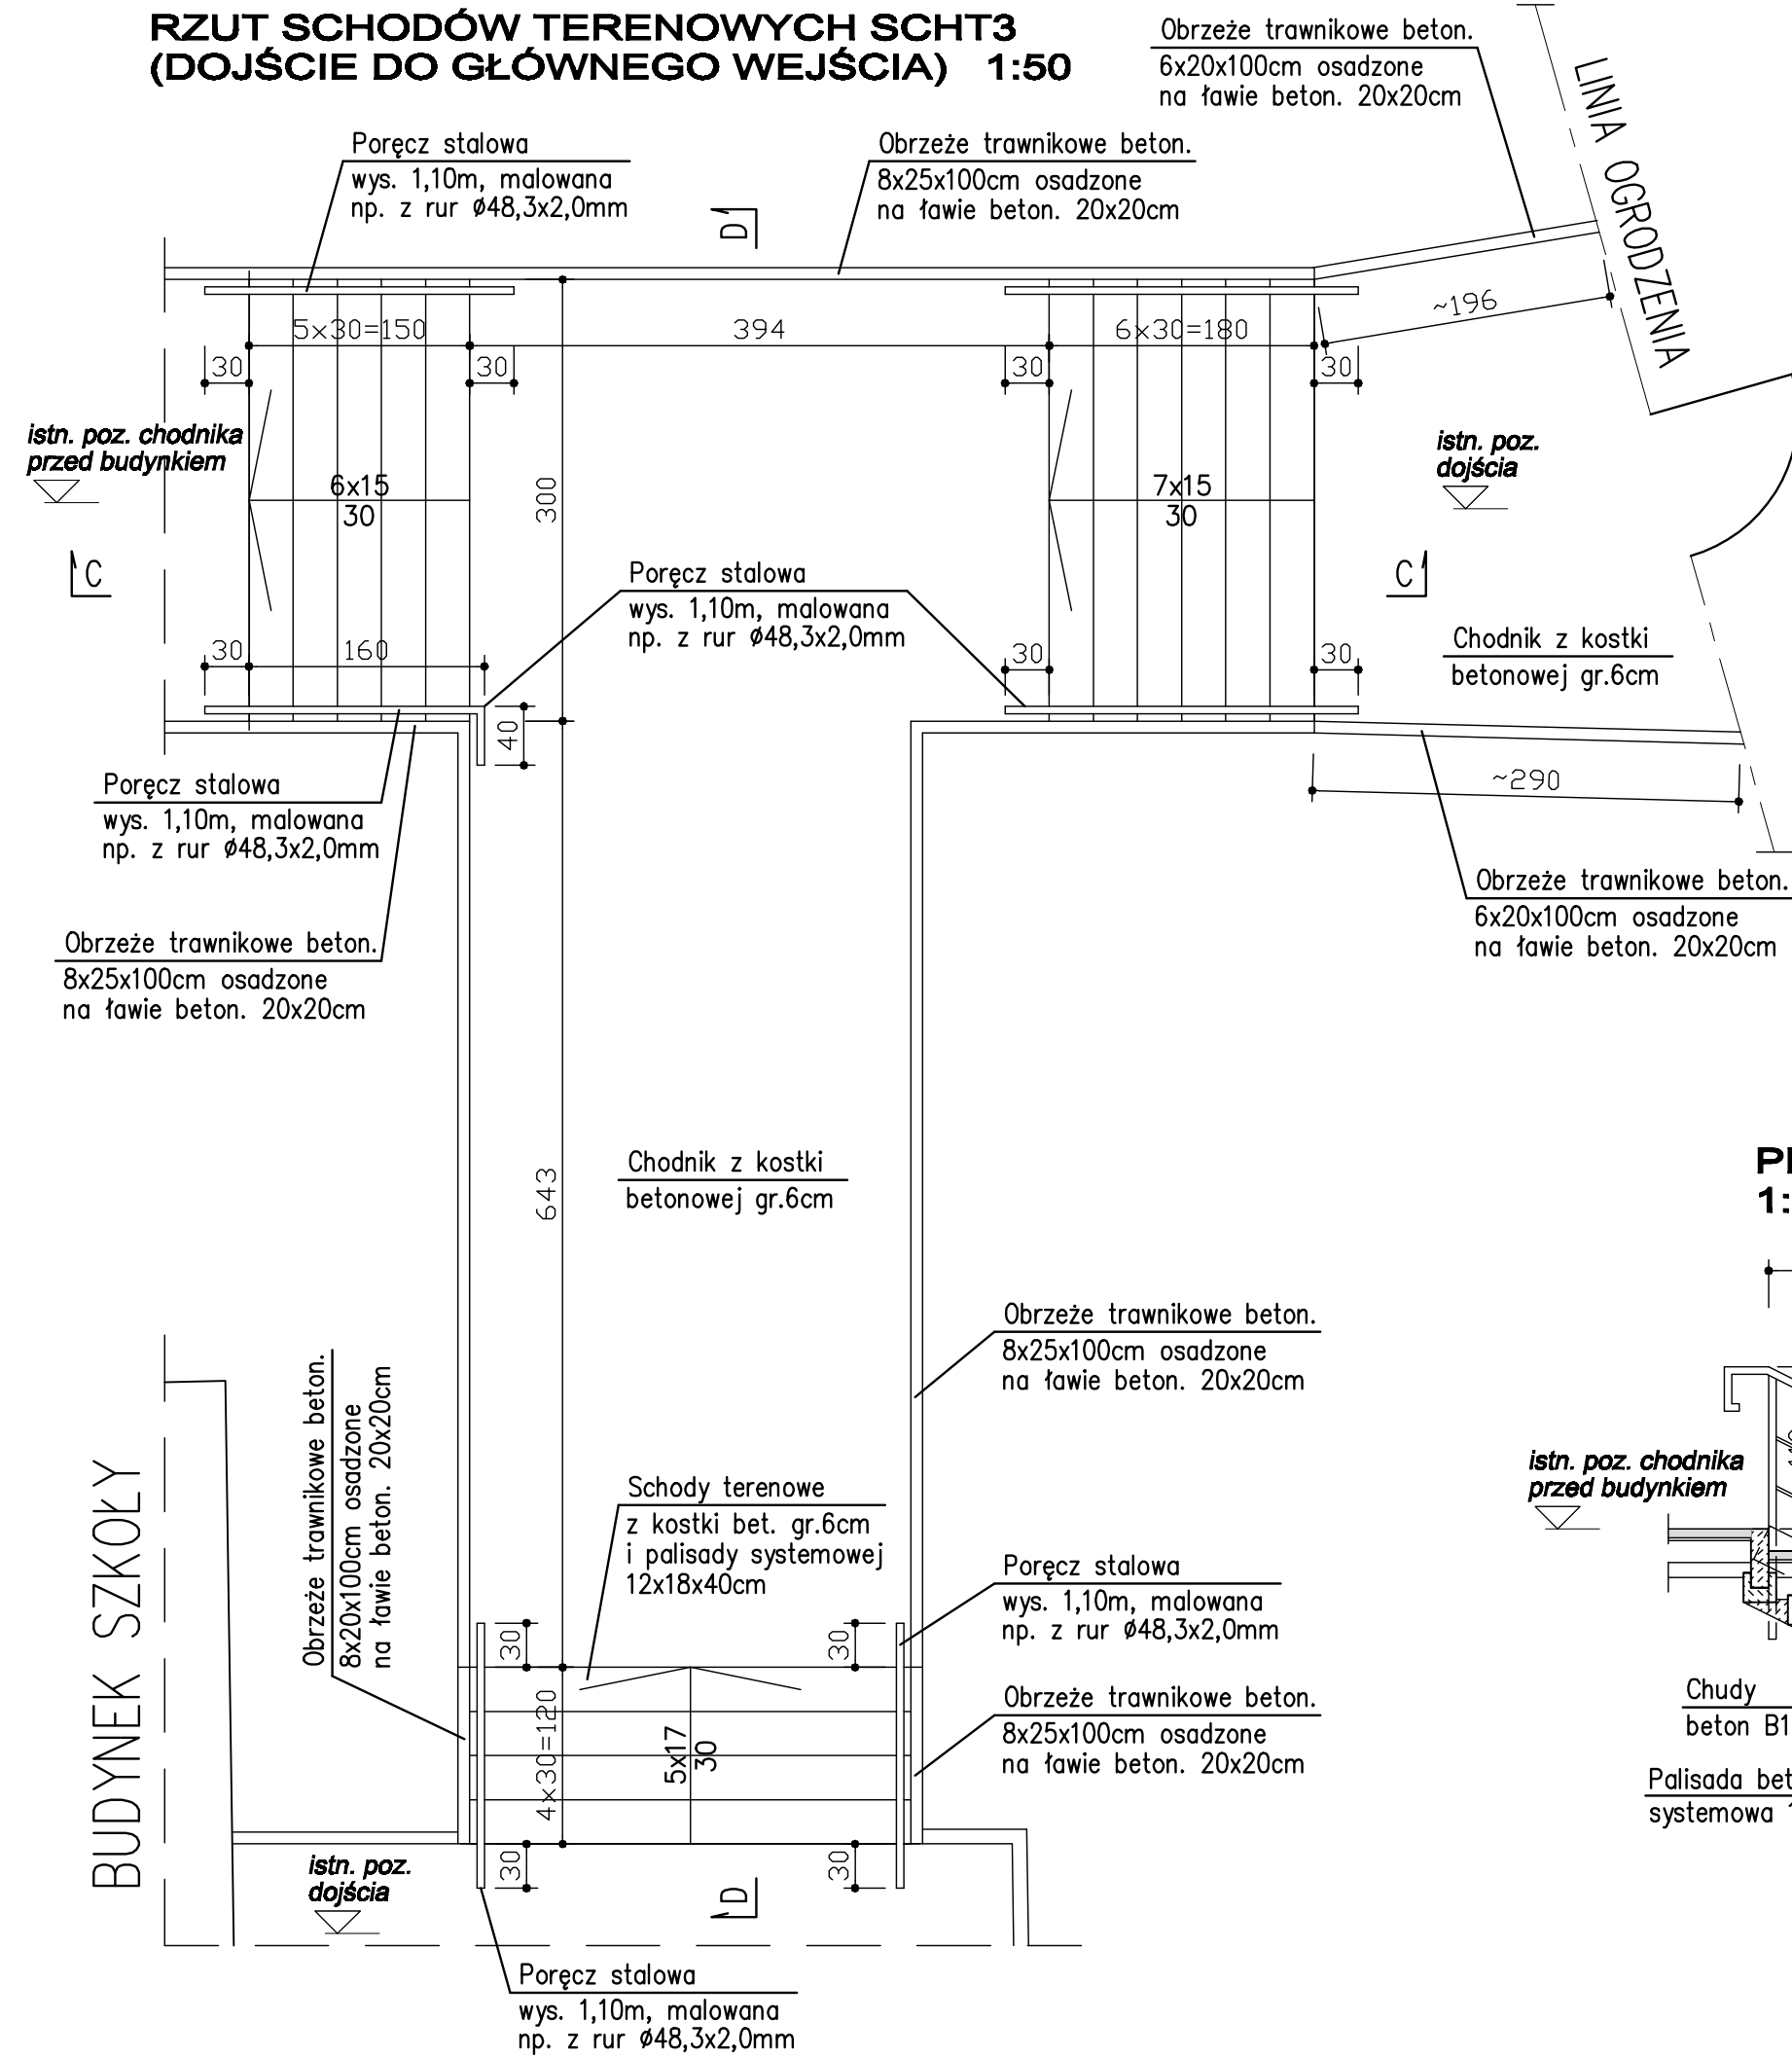 RZUT SCHODÓW TERENOWYCH SCHT3
(DOJŚCIE DO GŁÓWNEGO WEJŚCIA) 1:50
Obrzeże trawnikowe beton.
6x20x100cm osadzone
na ławie beton. 20x20cm
LINIA OGRODZENIA
Poręcz stalowa
wys. 1,10m, malowana
np. z rur ø48,3x2,0mm
Obrzeże trawnikowe beton.
8x25x100cm osadzone
na ławie beton. 20x20cm
D
5x30=150
394
6x30=180
~196
30
30
30
30
istn. poz. chodnika
przed budynkiem
istn. poz.
dojścia
6x15
30
300
7x15
30
C
C
Poręcz stalowa
wys. 1,10m, malowana
np. z rur ø48,3x2,0mm
30
160
30
30
Chodnik z kostki
betonowej gr.6cm
40
~290
Poręcz stalowa
wys. 1,10m, malowana
np. z rur ø48,3x2,0mm
Obrzeże trawnikowe beton.
6x20x100cm osadzone
na ławie beton. 20x20cm
Obrzeże trawnikowe beton.
8x25x100cm osadzone
na ławie beton. 20x20cm
643
Chodnik z kostki
betonowej gr.6cm
1:
Obrzeże trawnikowe beton.
8x25x100cm osadzone
na ławie beton. 20x20cm
Obrzeże trawnikowe beton.
8x20x100cm osadzone
na ławie beton. 20x20cm
BUDYNEK SZKOŁY
istn. poz. chodnika
przed budynkiem
Schody terenowe
z kostki bet. gr.6cm
i palisady systemowej
12x18x40cm
Poręcz stalowa
wys. 1,10m, malowana
np. z rur ø48,3x2,0mm
30
30
4x30=120
5x17
30
Obrzeże trawnikowe beton.
8x25x100cm osadzone
na ławie beton. 20x20cm
Chudy
beton B1
Palisada bet
systemowa
30
30
istn. poz.
dojścia
D
Poręcz stalowa
wys. 1,10m, malowana
np. z rur ø48,3x2,0mm